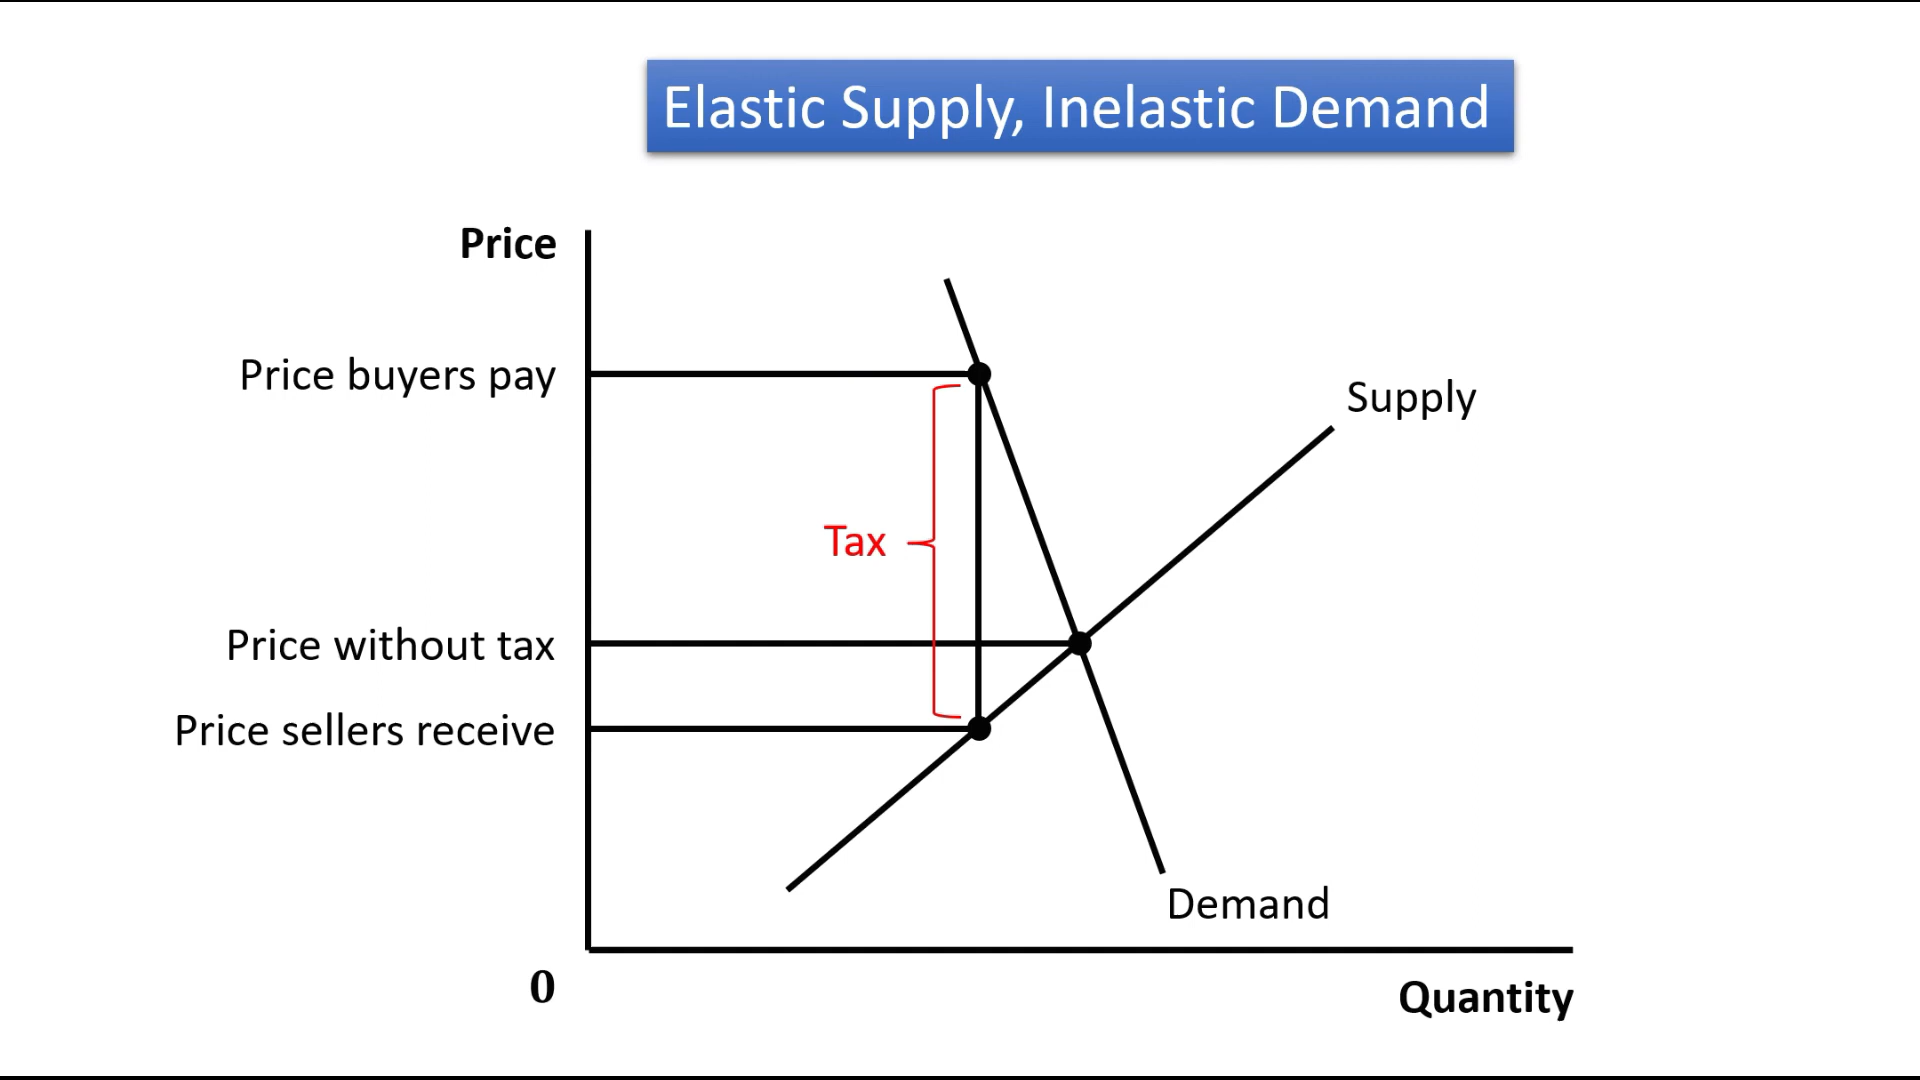 Elastic Supply, Inelastic Demand
Price
Price buyers pay
Supply
Tax
Price without tax
Price sellers receive
Demand
0
Quantity